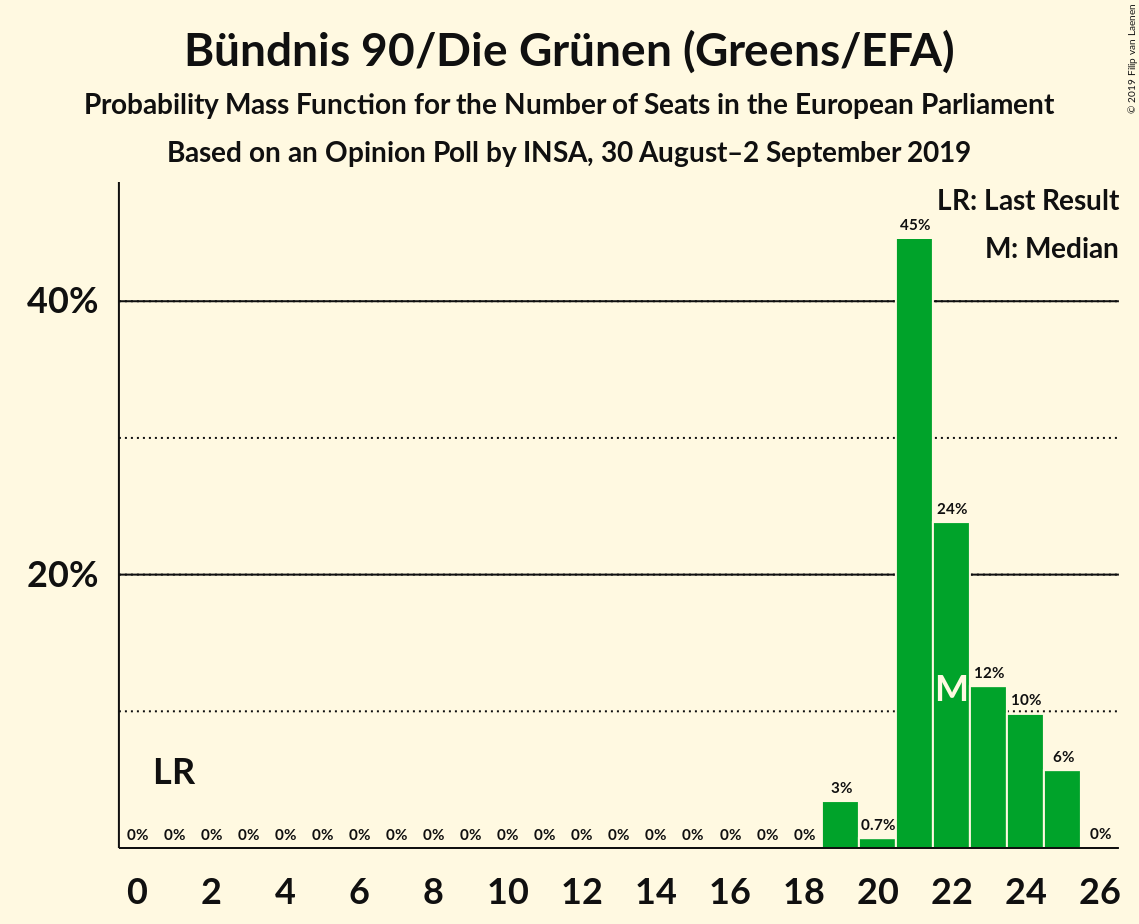 Bündnis 90/Die Grünen (Greens/EFA)
Probability Mass Function for the Number of Seats in the European Parliament
Based on an Opinion Poll by INSA, 30 August–2 September 2019
© 2019 Filip van Laenen
LR: Last Result
M: Median
45%
40%
24%
20%
12%
M
10%
LR
6%
3%
0% 0% 0% 0% 0% 0% 0% 0% 0% 0% 0% 0% 0% 0% 0% 0% 0% 0% 0% 0.7% 0%
0 2 4 6 8 10 12 14 16 18 20 22 24 26